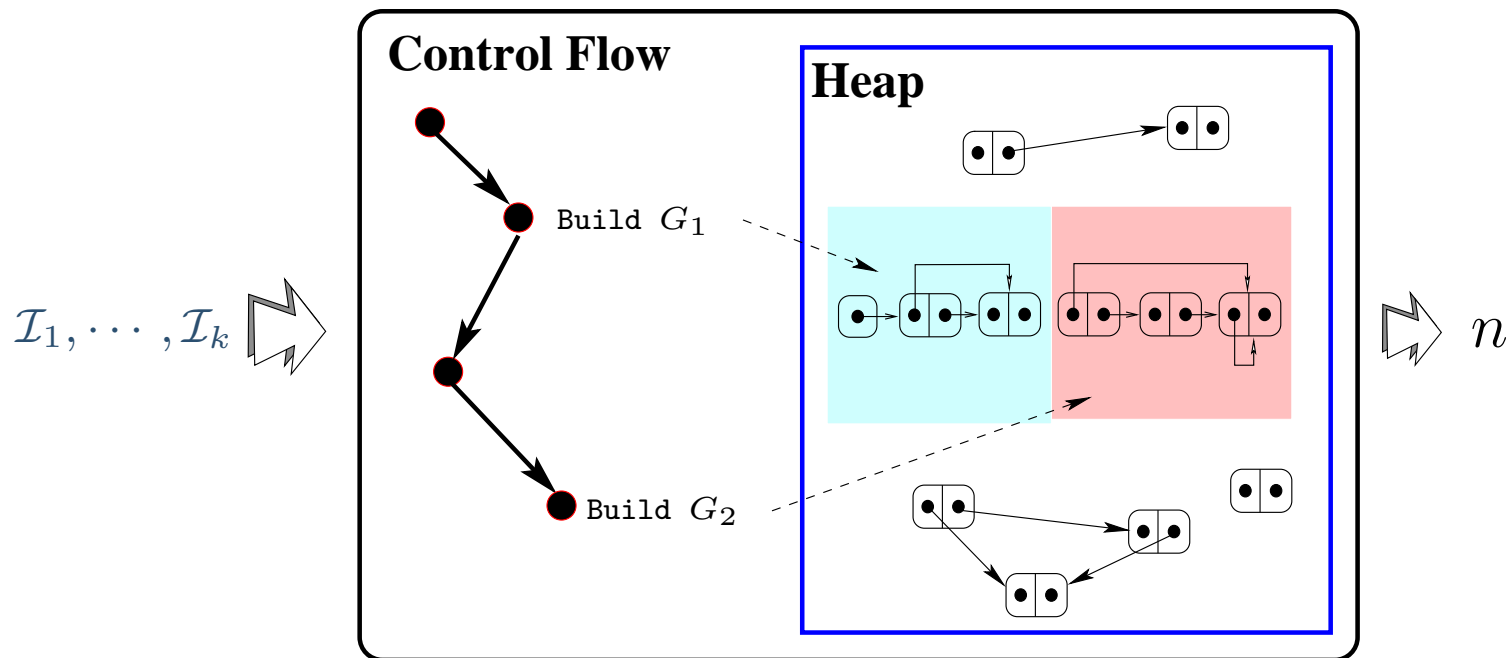 Control Flow
Heap
Build G₁
ℐ₁, ⋯ , ℐₖ
n
Build G₂